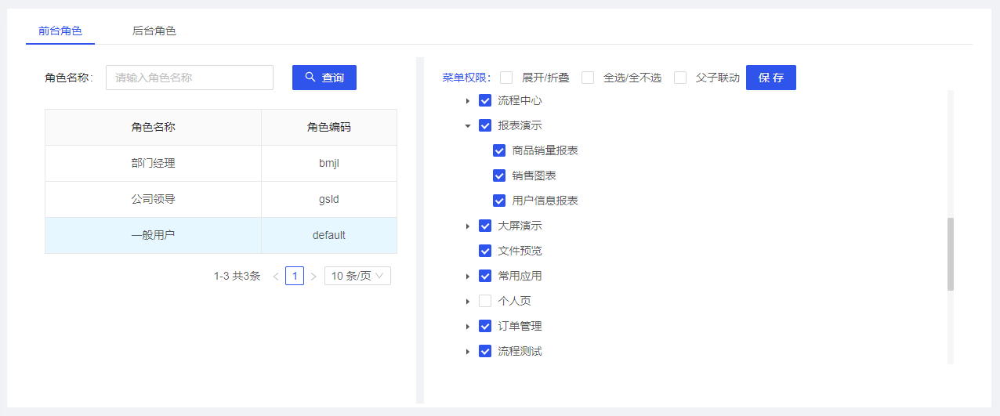 前台角色 后台角色
角色名称： 请输入角色名称 查询
角色名称 角色编码
部门经理 bmjl
公司领导 gsld
一般用户 default
1-3 共3条 1 10 条/页
菜单权限： 展开/折叠 全选/全不选 父子联动 保 存
流程中心
报表演示
商品销量报表
销售图表
用户信息报表
大屏演示
文件预览
常用应用
个人页
订单管理
流程测试